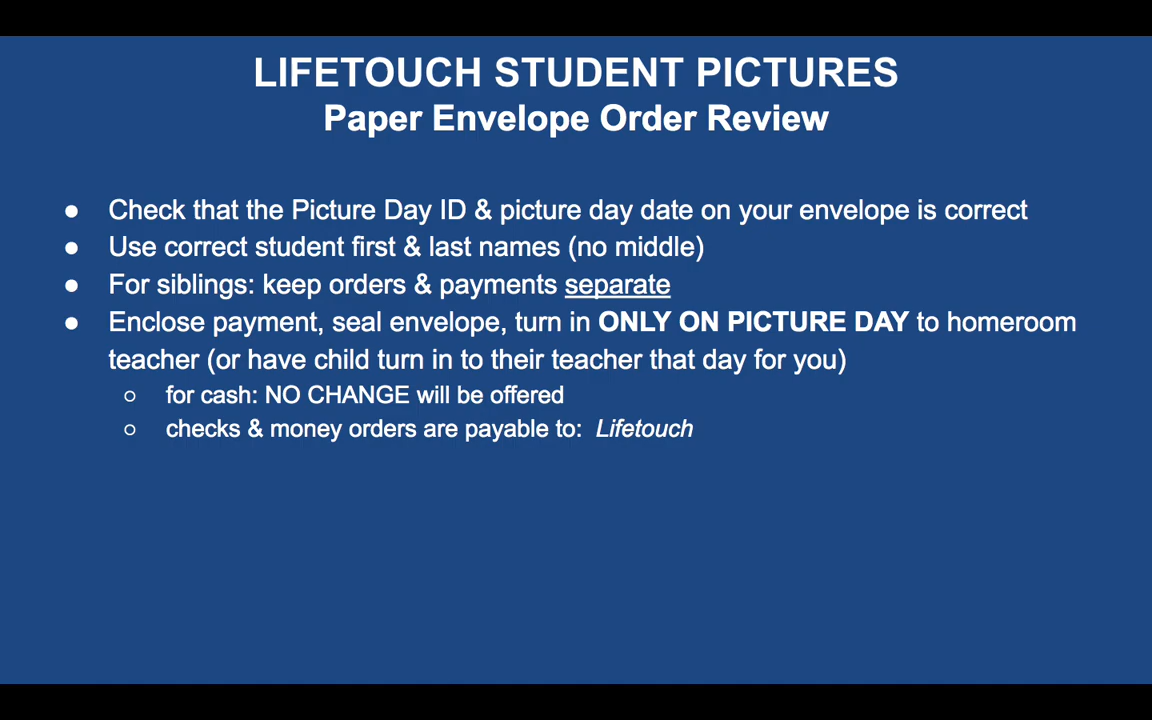 LIFETOUCH STUDENT PICTURES
Paper Envelope Order Review
● Check that the Picture Day ID & picture day date on your envelope is correct
● Use correct student first & last names (no middle)
● For siblings: keep orders & payments separate
● Enclose payment, seal envelope, turn in ONLY ON PICTURE DAY to homeroom
teacher (or have child turn in to their teacher that day for you)
○ for cash: NO CHANGE will be offered
○ checks & money orders are payable to: Lifetouch